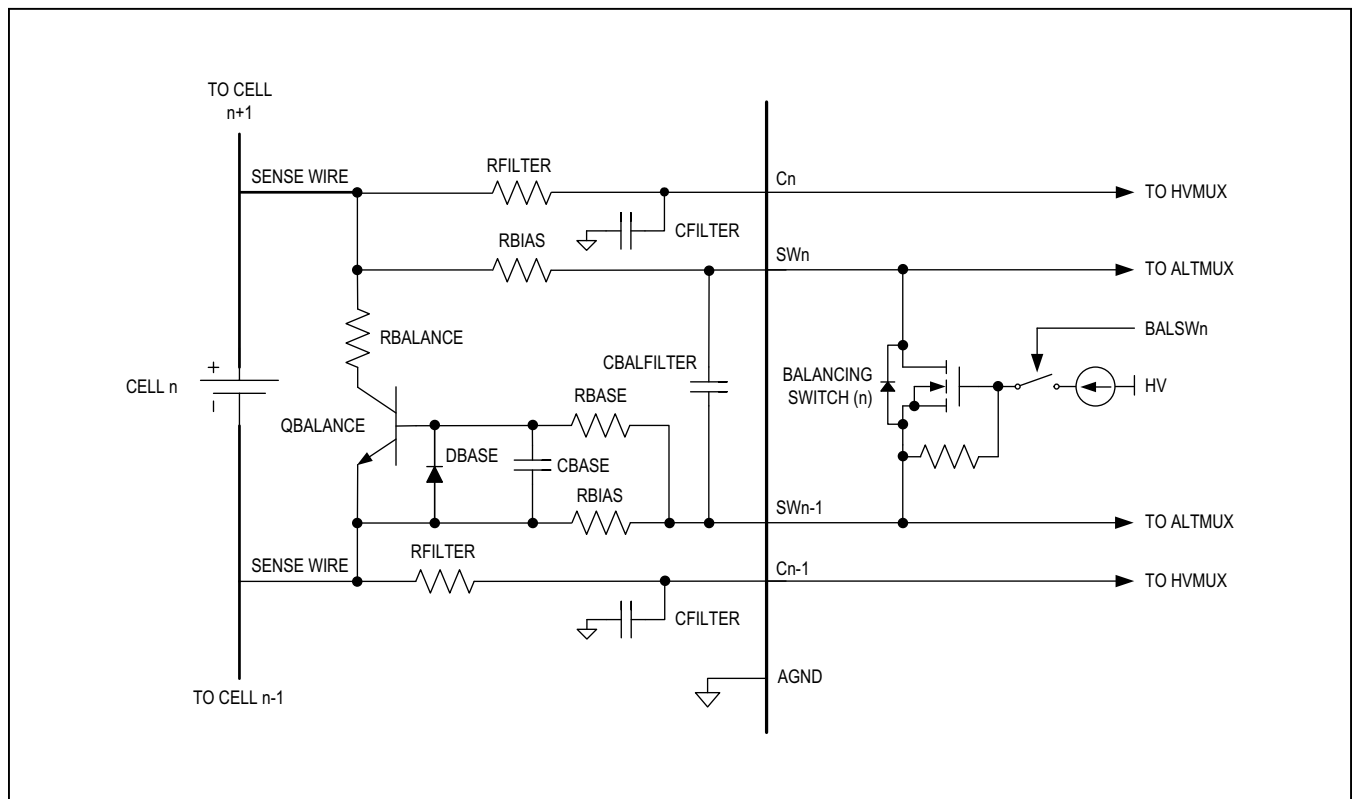 TO CELL
n+1
SENSE WIRE
RFILTER
Cn
TO HVMUX
CFILTER
RBIAS
SWn
TO ALTMUX
RBALANCE
BALSWn
CBALFILTER
CELL n
+
–
BALANCING
SWITCH (n)
HV
RBASE
QBALANCE
DBASE
CBASE
RBIAS
SWn-1
TO ALTMUX
RFILTER
SENSE WIRE
Cn-1
TO HVMUX
CFILTER
AGND
TO CELL n-1